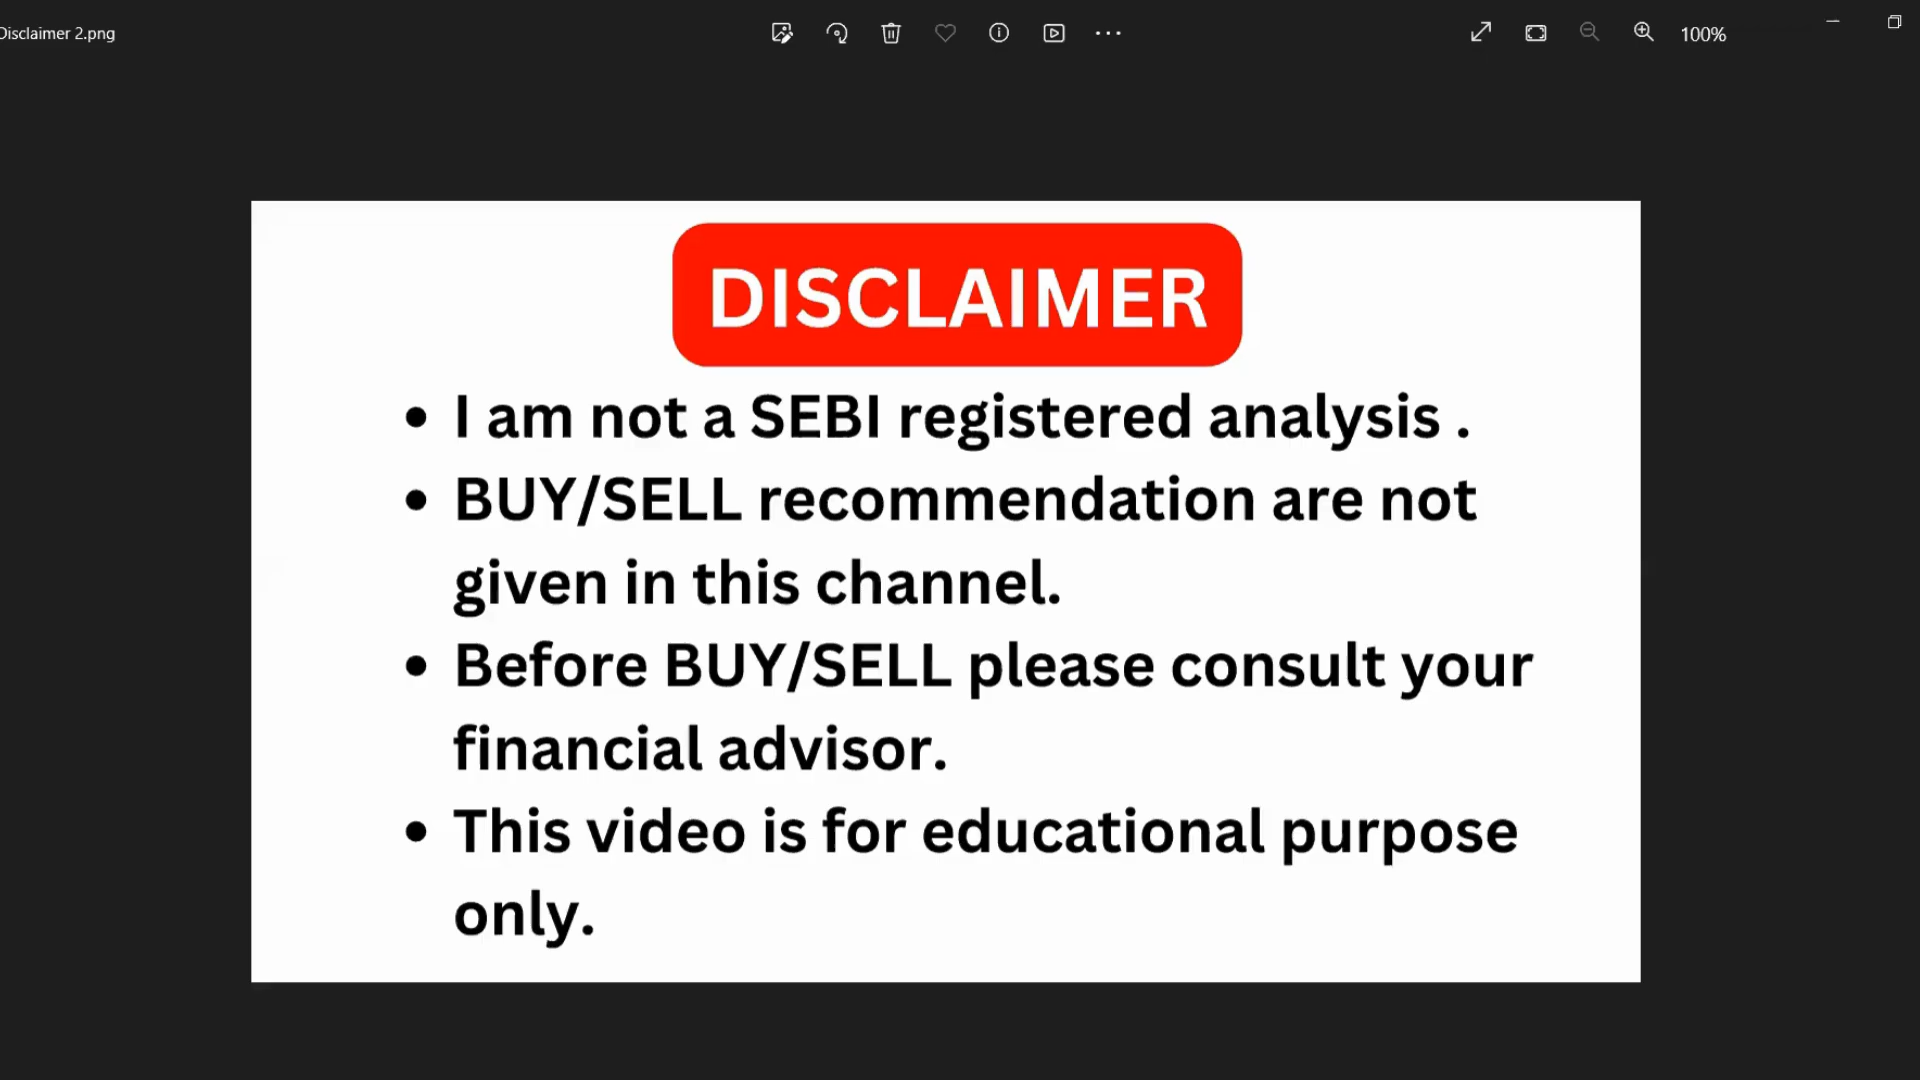 Disclaimer 2.png
100%
DISCLAIMER
• I am not a SEBI registered analysis .
• BUY/SELL recommendation are not
given in this channel.
• Before BUY/SELL please consult your
financial advisor.
• This video is for educational purpose
only.